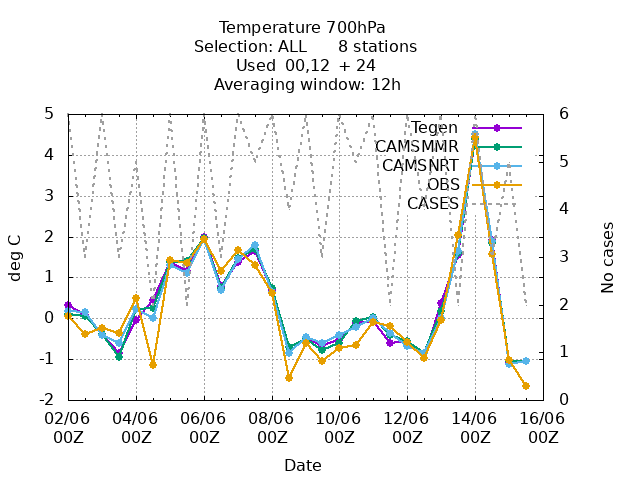 Temperature 700hPa
Selection: ALL 8 stations
Used 00,12 + 24
Averaging window: 12h
deg C
5
4
3
2
1
0
-1
-2
Tegen
CAMSMMR
CAMSNRT
OBS
CASES
6
5
4
3
2
1
0
No cases
02/06 04/06 06/06 08/06 10/06 12/06 14/06 16/06
00Z 00Z 00Z 00Z 00Z 00Z 00Z 00Z
Date